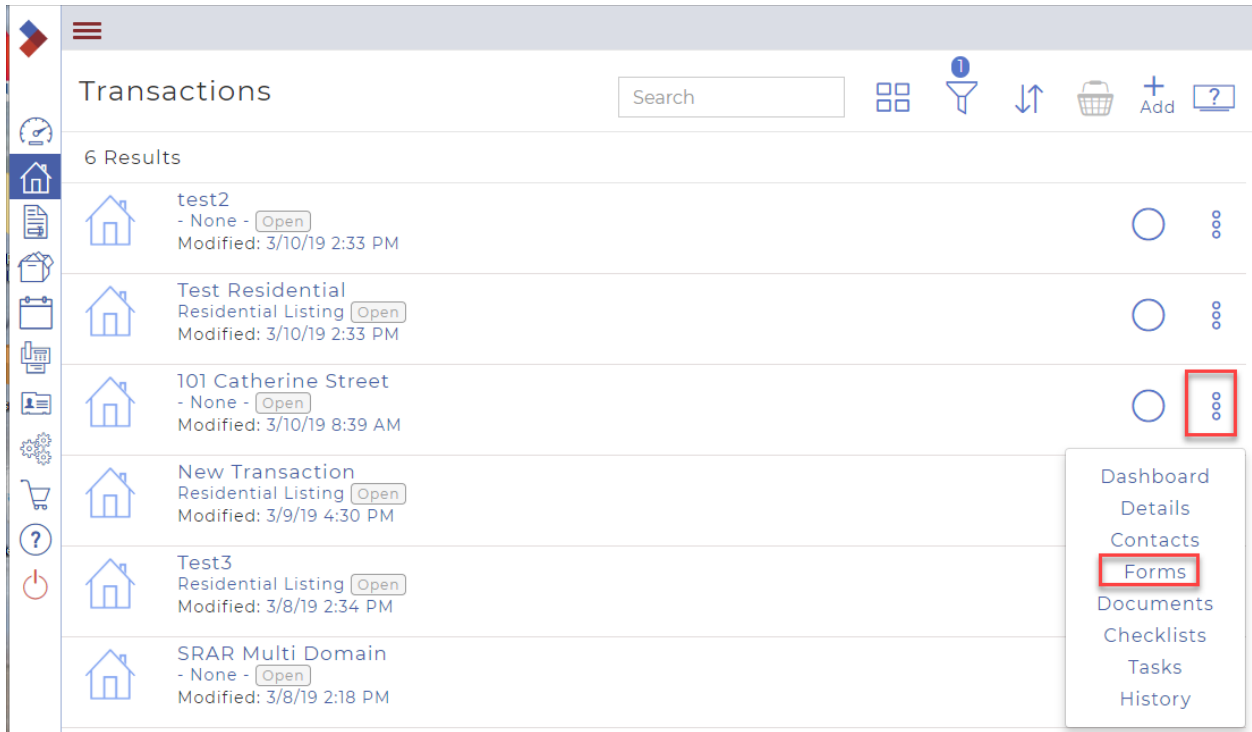 Transactions
Search
1
Add
?
6 Results
test2
- None - Open
Modified: 3/10/19 2:33 PM
Test Residential
Residential Listing Open
Modified: 3/10/19 2:33 PM
101 Catherine Street
- None - Open
Modified: 3/10/19 8:39 AM
New Transaction
Residential Listing Open
Modified: 3/9/19 4:30 PM
Test3
Residential Listing Open
Modified: 3/8/19 2:34 PM
SRAR Multi Domain
- None - Open
Modified: 3/8/19 2:18 PM
Dashboard
Details
Contacts
Forms
Documents
Checklists
Tasks
History
?